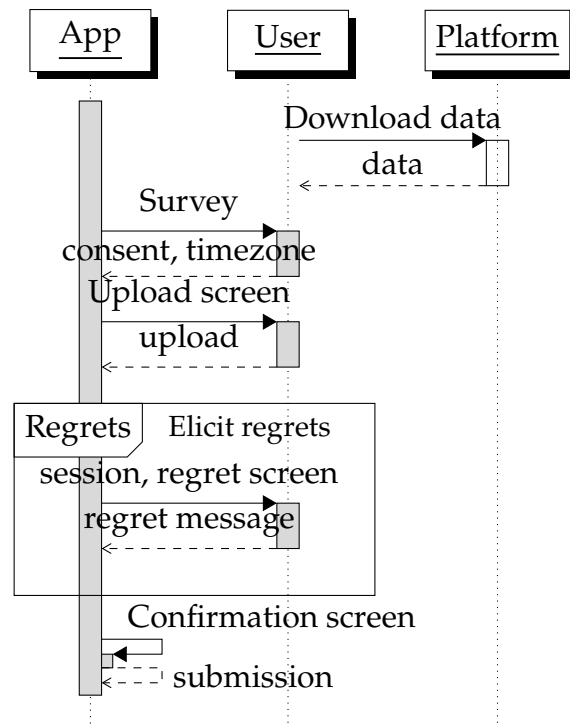 App
User
Platform
Download data
data
Survey
consent, timezone
Upload screen
upload
Regrets
Elicit regrets
session, regret screen
regret message
Confirmation screen
submission